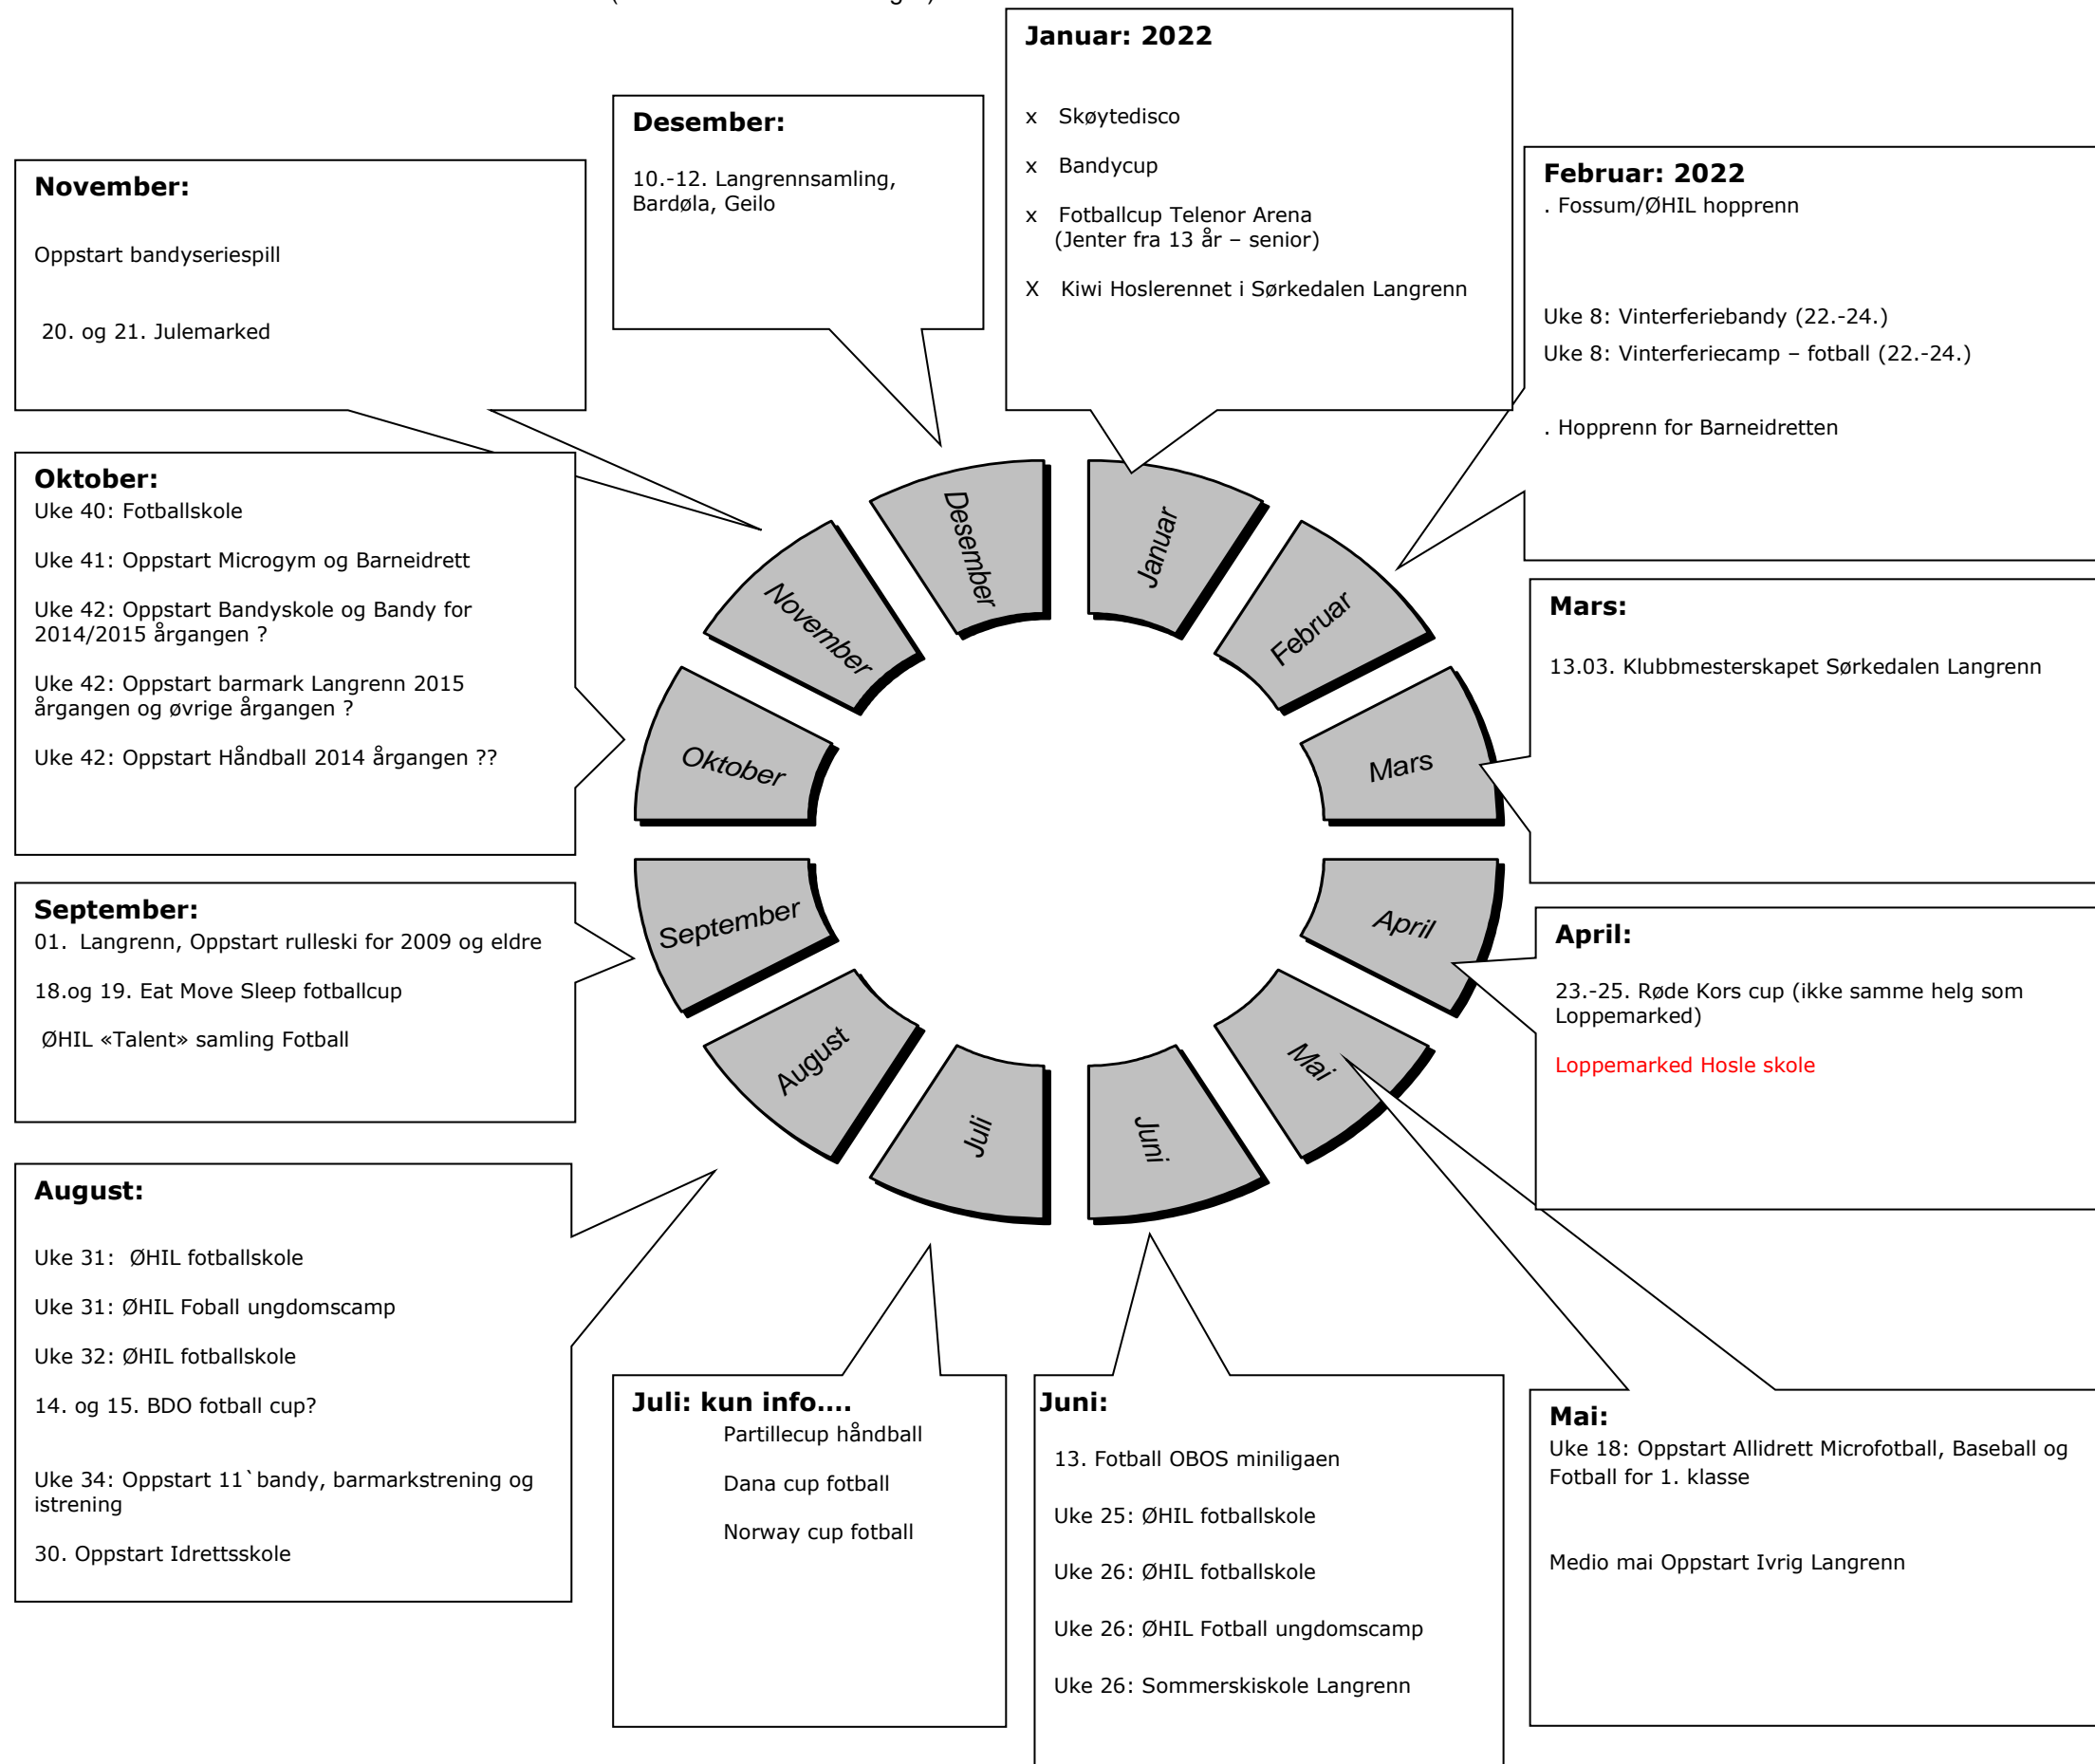 Januar: 2022
x Skøytedisco
x Bandycup
x Fotballcup Telenor Arena
(Jenter fra 13 år – senior)
X Kiwi Hoslerennet i Sørkedalen Langrenn
Desember:
10.-12. Langrennsamling,
Bardøla, Geilo
November:
Oppstart bandyseriespill
20. og 21. Julemarked
Februar: 2022
. Fossum/ØHIL hopprenn
Uke 8: Vinterferiebandy (22.-24.)
Uke 8: Vinterferiecamp – fotball (22.-24.)
. Hopprenn for Barneidretten
Oktober:
Uke 40: Fotballskole
Uke 41: Oppstart Microgym og Barneidrett
Uke 42: Oppstart Bandyskole og Bandy for
2014/2015 årgangen ?
Uke 42: Oppstart barmark Langrenn 2015
årgangen og øvrige årgangen ?
Uke 42: Oppstart Håndball 2014 årgangen ??
Mars:
13.03. Klubbmesterskapet Sørkedalen Langrenn
Januar
Februar
Mars
April
Mai
Juni
Juli
August
September
Oktober
November
Desember
September:
01. Langrenn, Oppstart rulleski for 2009 og eldre
18.og 19. Eat Move Sleep fotballcup
ØHIL «Talent» samling Fotball
April:
23.-25. Røde Kors cup (ikke samme helg som
Loppemarked)
Loppemarked Hosle skole
August:
Uke 31: ØHIL fotballskole
Uke 31: ØHIL Foball ungdomscamp
Uke 32: ØHIL fotballskole
14. og 15. BDO fotball cup?
Uke 34: Oppstart 11`bandy, barmarkstrening og
istrening
30. Oppstart Idrettsskole
Juli: kun info....
Partillecup håndball
Dana cup fotball
Norway cup fotball
Juni:
13. Fotball OBOS miniligaen
Uke 25: ØHIL fotballskole
Uke 26: ØHIL fotballskole
Uke 26: ØHIL Fotball ungdomscamp
Uke 26: Sommerskiskole Langrenn
Mai:
Uke 18: Oppstart Allidrett Microfotball, Baseball og
Fotball for 1. klasse
Medio mai Oppstart Ivrig Langrenn